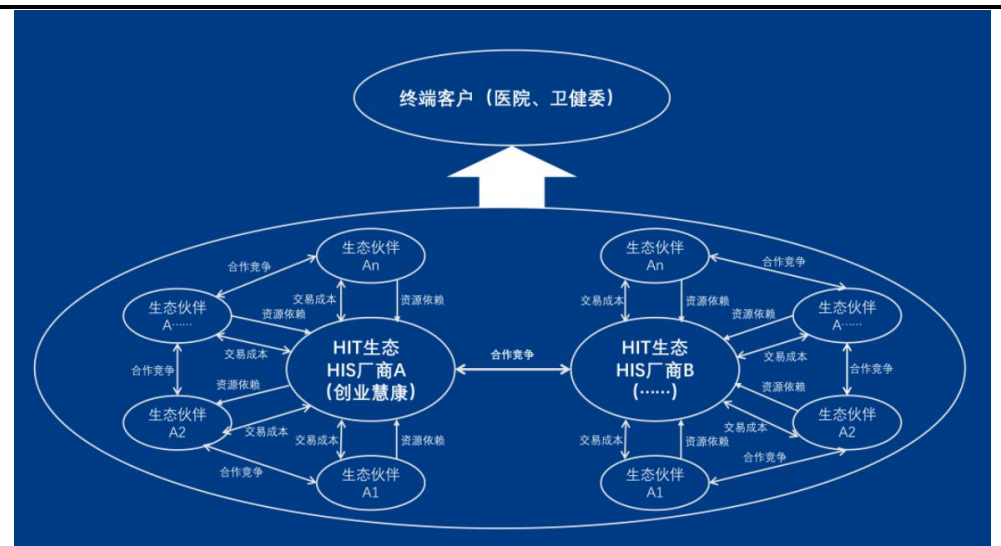 终端客户（医院、卫健委）
生态伙伴
An
生态伙伴
An
合作竞争
合作竞争
交易成本
资源依赖
交易成本
资源依赖
生态伙伴
A……
资源依赖
资源依赖
生态伙伴
A……
交易成本
交易成本
HIT生态
HIS厂商A
（创业慧康）
合作竞争
HIT生态
HIS厂商B
(……)
合作竞争
合作竞争
资源依赖
资源依赖
生态伙伴
A2
生态伙伴
A2
交易成本
交易成本
交易成本
资源依赖
交易成本
资源依赖
合作竞争
合作竞争
生态伙伴
A1
生态伙伴
A1